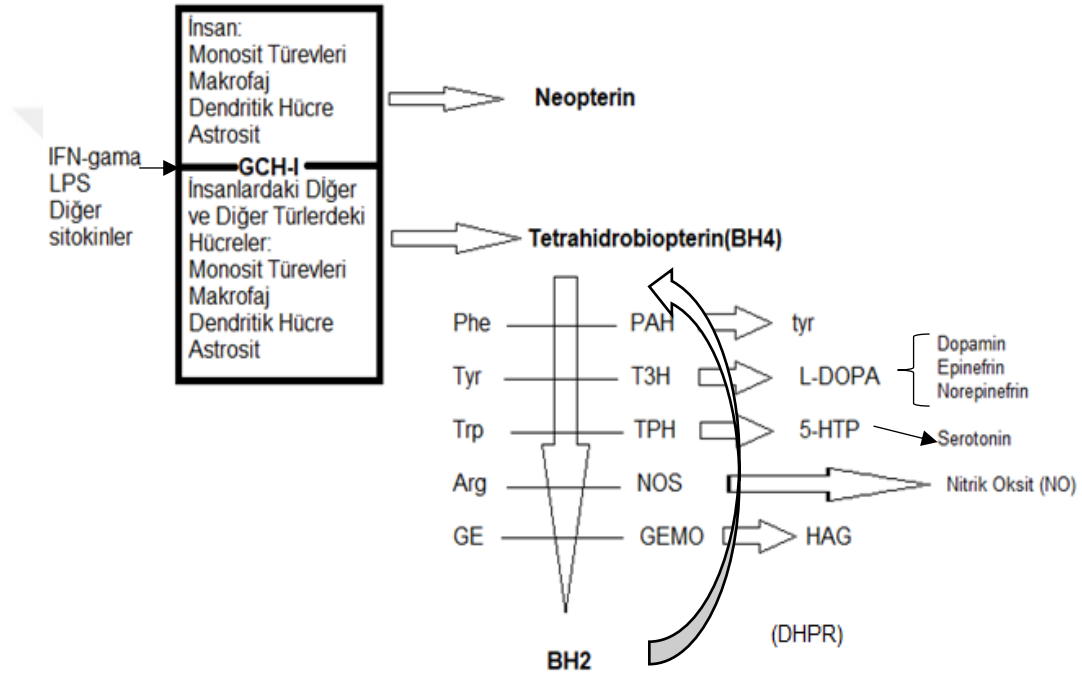 İnsan:
Monosit Türevleri
Makrofaj
Dendritik Hücre
Astrosit
Neopterin
IFN-gama
LPS
Diğer
sitokinler
GCH-I
İnsanlardaki Dİğer
ve Diğer Türlerdeki
Hücreler:
Monosit Türevleri
Makrofaj
Dendritik Hücre
Astrosit
Tetrahidrobiopterin(BH4)
Phe PAH tyr
Tyr T3H L-DOPA
Dopamin
Epinefrin
Norepinefrin
Trp TPH 5-HTP
Serotonin
Arg NOS Nitrik Oksit (NO)
GE GEMO HAG
(DHPR)
BH2